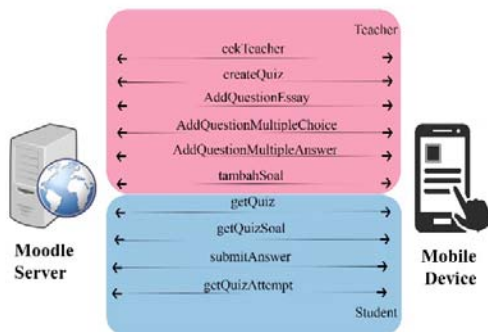 Teacher
cekTeacher
createQuiz
AddQuestionEssay
AddQuestionMultipleChoice
AddQuestionMultipleAnswer
tambahSoal
getQuiz
getQuizSoal
submitAnswer
getQuizAttempt
Student
Moodle
Server
Mobile
Device